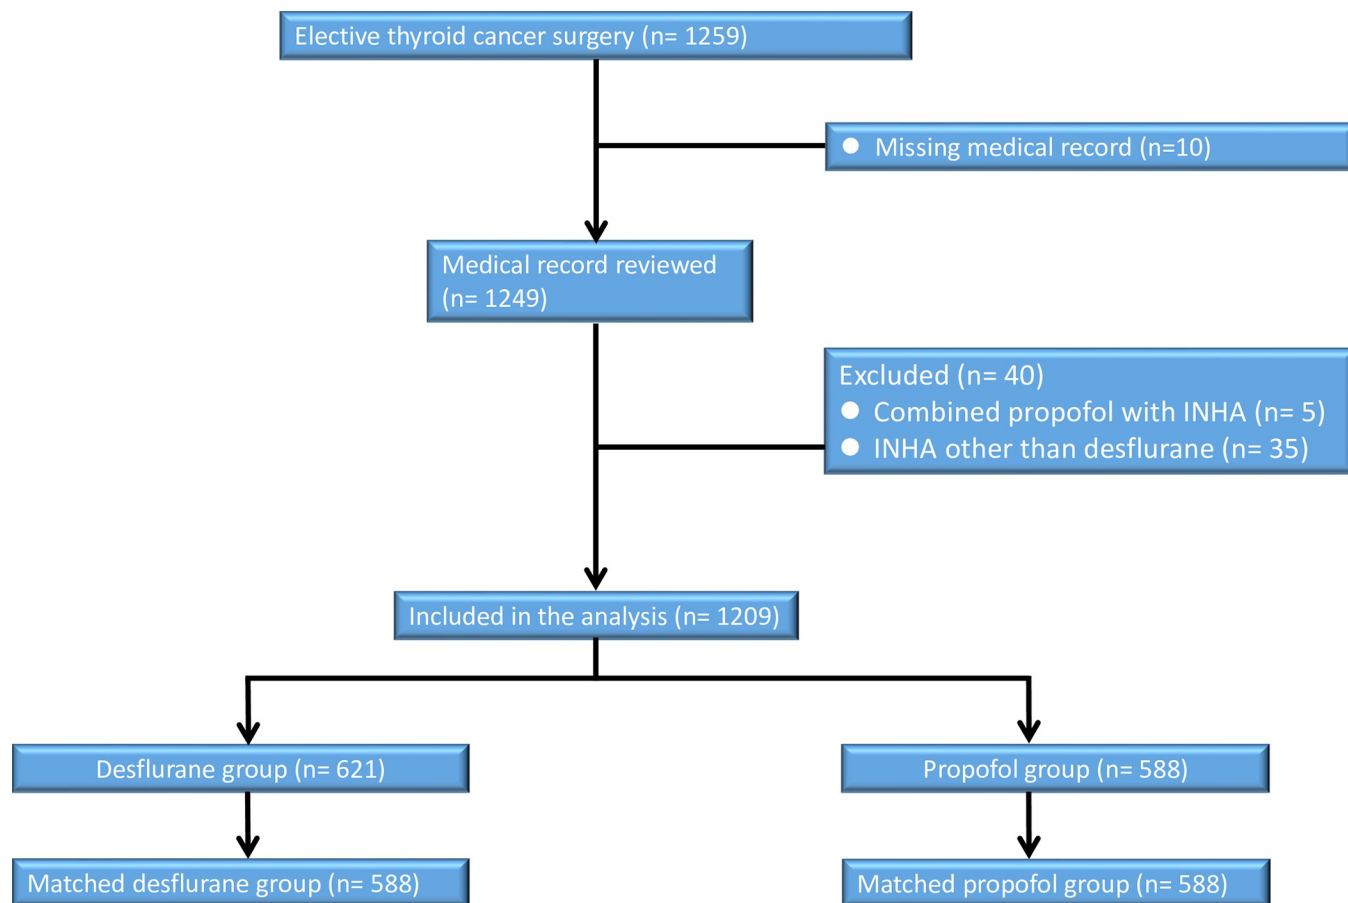 Elective thyroid cancer surgery (n= 1259)
Missing medical record (n=10)
Medical record reviewed
(n= 1249)
Excluded (n= 40)
Combined propofol with INHA (n= 5)
INHA other than desflurane (n= 35)
Included in the analysis (n= 1209)
Desflurane group (n= 621)
Propofol group (n= 588)
Matched desflurane group (n= 588)
Matched propofol group (n= 588)